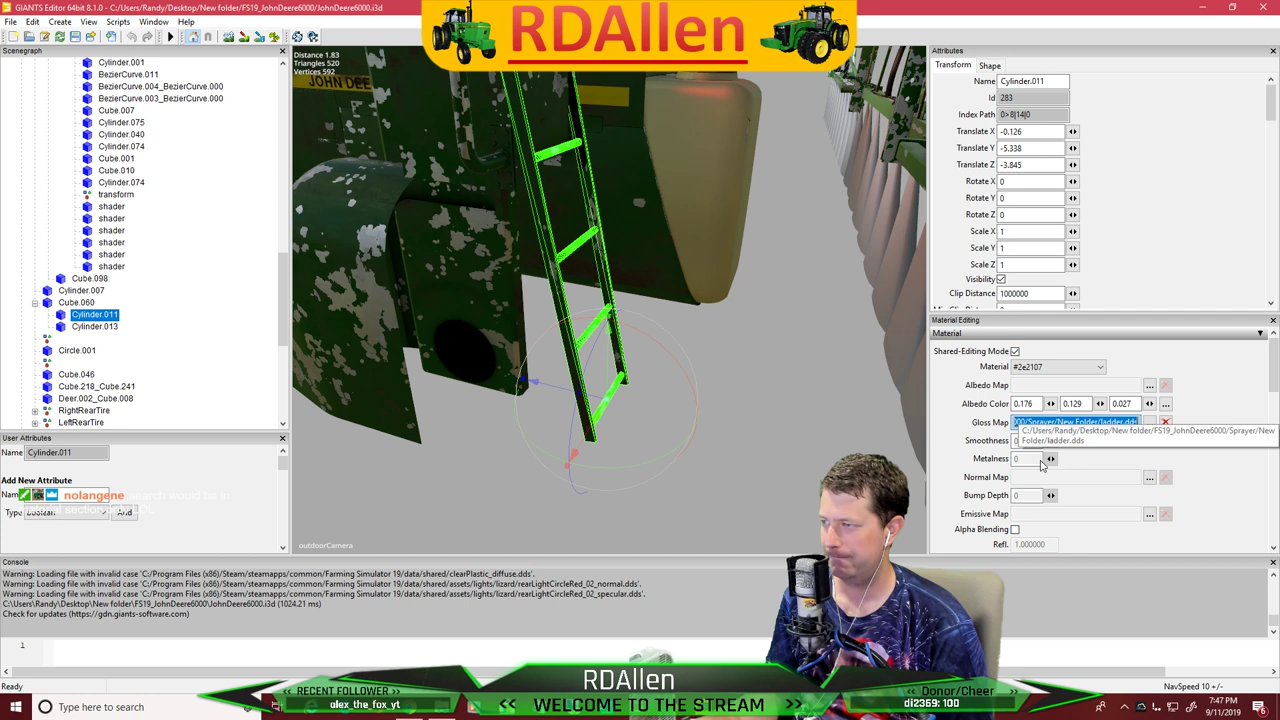 GIANTS Editor 64bit 8.1.0 - C:/Users/Randy/Desktop/New folder/FS19_JohnDeere6000/JohnDeere6000.i3d
File Edit Create View Scripts Window Help
RDAllen
Scenegraph
Cylinder.001
BezierCurve.011
BezierCurve.004_BezierCurve.000
BezierCurve.003_BezierCurve.000
Cube.007
Cylinder.075
Cylinder.040
Cylinder.074
Cube.001
Cube.010
Cylinder.074
transform
shader
shader
shader
shader
shader
shader
Cube.098
Cylinder.007
Cube.060
Cylinder.011
Cylinder.013
Circle.001
Cube.046
Cube.218_Cube.241
Deer.002_Cube.008
RightRearTire
LeftRearTire
User Attributes
Name Cylinder.011
Add New Attribute
nolangene search would be in
Type boolean Add
Distance 1.83
Triangles 520
Vertices 592
JOHN DEERE
outdoorCamera
Attributes
Transform Shape
Name Cylinder.011
Id 283
Index Path 0>8|14|0
Translate X -0.126
Translate Y -5.338
Translate Z -3.845
Rotate X 0
Rotate Y 0
Rotate Z 0
Scale X 1
Scale Y 1
Scale Z 1
Visibility
Clip Distance 1000000
Material Editing
Material
Shared-Editing Mode
Material #2e2107
Albedo Map ...
Albedo Color 0.176 0.129 0.027 ...
Gloss Map 000/Sprayer/New Folder/ladder.dds
C:/Users/Randy/Desktop/New folder/FS19_JohnDeere6000/Sprayer/New
Folder/ladder.dds
Smoothness
Metalness 0
Normal Map ...
Bump Depth 0
Emissive Map ...
Alpha Blending
Refl. 1.000000
Console
Warning: Loading file with invalid case 'C:/Program Files (x86)/Steam/steamapps/common/Farming Simulator 19/data/shared/clearPlastic_diffuse.dds'.
Warning: Loading file with invalid case 'C:/Program Files (x86)/Steam/steamapps/common/Farming Simulator 19/data/shared/assets/lights/lizard/rearLightCircleRed_02_normal.dds'.
Warning: Loading file with invalid case 'C:/Program Files (x86)/Steam/steamapps/common/Farming Simulator 19/data/shared/assets/lights/lizard/rearLightCircleRed_02_specular.dds'.
C:\Users\Randy\Desktop\New folder\FS19_JohnDeere6000\JohnDeere6000.i3d (1024.21 ms)
Check for updates (https://gdn.giants-software.com)
1
Ready
NavSpeed 10 +/-
RDAllen
<< RECENT FOLLOWER >>
alex_the_fox_yt
<< WELCOME TO THE STREAM >>
<< Donor/Cheer >>
di2369: 100
Type here to search
7:47 PM
9/11/2019